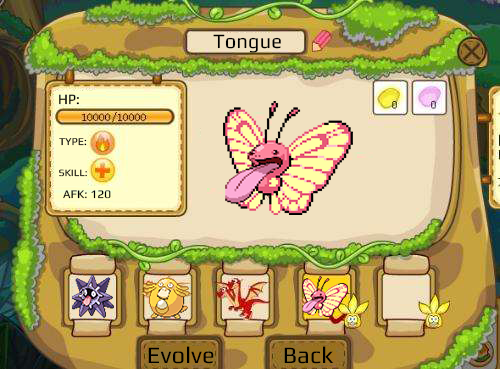 Tongue
HP:
10000/10000
TYPE:
SKILL:
AFK: 120
0
0
Evolve
Back